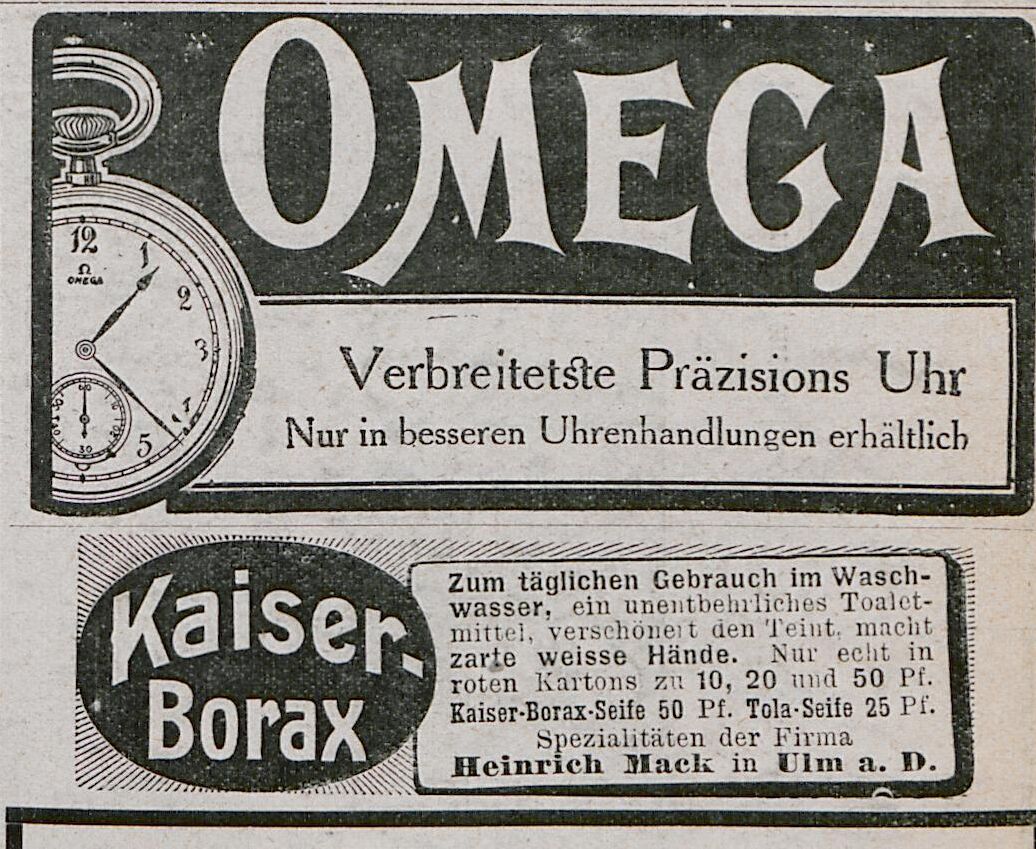 OMEGA
12
1
Ω
OMEGA
2
3
5
60
30
Verbreitetste Präzisions Uhr
Nur in besseren Uhrenhandlungen erhältlich
Kaiser-
Borax
Zum täglichen Gebrauch im Wasch-
wasser, ein unentbehrliches Toalet-
mittel, verschönert den Teint, macht
zarte weisse Hände. Nur echt in
roten Kartons zu 10, 20 und 50 Pf.
Kaiser-Borax-Seife 50 Pf. Tola-Seife 25 Pf.
Spezialitäten der Firma
Heinrich Mack in Ulm a. D.